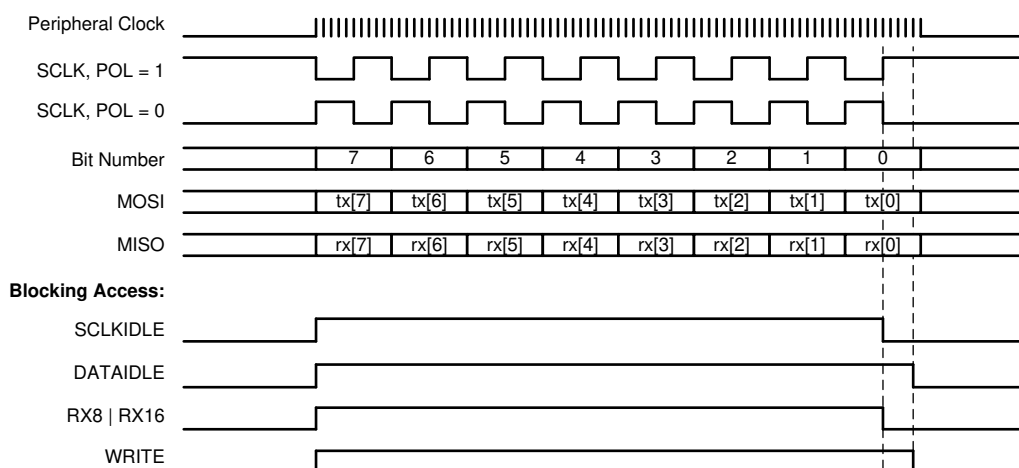 Peripheral Clock
SCLK, POL = 1
SCLK, POL = 0
Bit Number 7 6 5 4 3 2 1 0
MOSI tx[7] tx[6] tx[5] tx[4] tx[3] tx[2] tx[1] tx[0]
MISO rx[7] rx[6] rx[5] rx[4] rx[3] rx[2] rx[1] rx[0]
Blocking Access:
SCLKIDLE
DATAIDLE
RX8 | RX16
WRITE